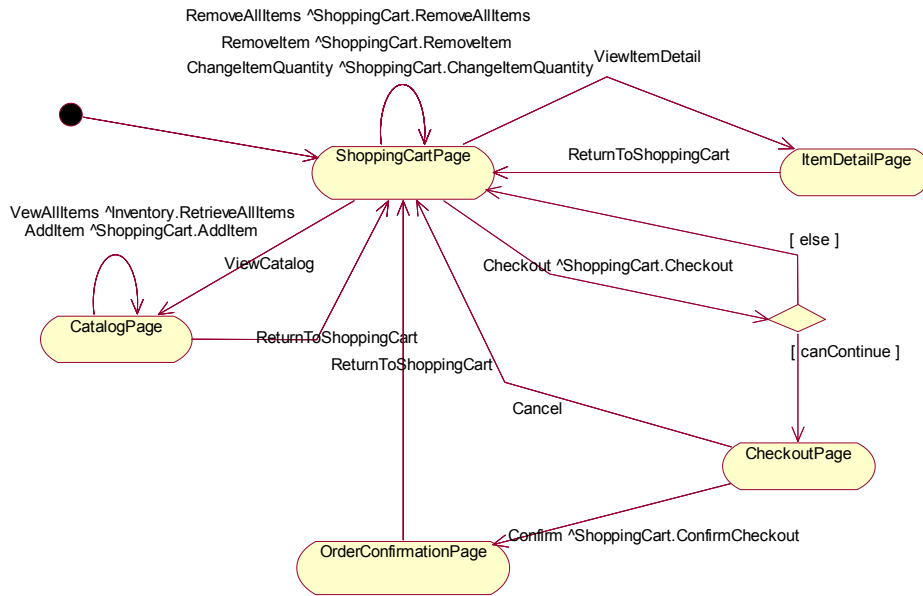 RemoveAllItems ^ShoppingCart.RemoveAllItems
RemoveItem ^ShoppingCart.RemoveItem
ChangeItemQuantity ^ShoppingCart.ChangeItemQuantity
ViewItemDetail
ShoppingCartPage
ReturnToShoppingCart
ItemDetailPage
VewAllItems ^Inventory.RetrieveAllItems
AddItem ^ShoppingCart.AddItem
[ else ]
ViewCatalog
Checkout ^ShoppingCart.Checkout
CatalogPage
ReturnToShoppingCart
[ canContinue ]
ReturnToShoppingCart
Cancel
CheckoutPage
Confirm ^ShoppingCart.ConfirmCheckout
OrderConfirmationPage